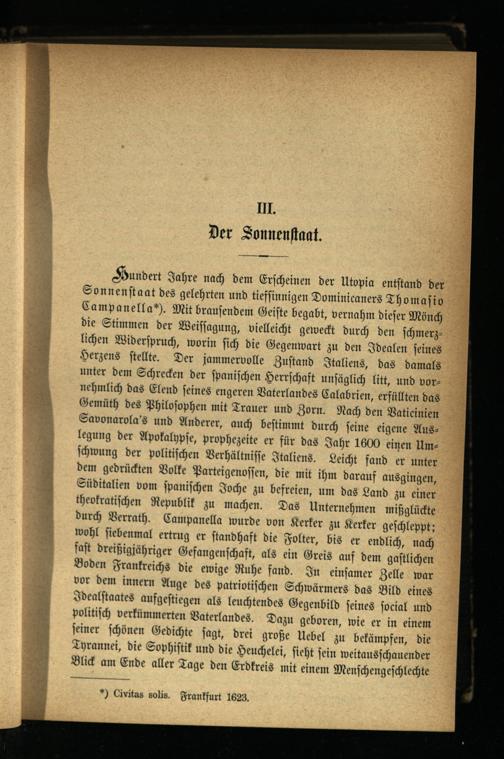 III.
Der Sonnenstaat.
Hundert Jahre nach dem Erscheinen der Utopia entstand der
Sonnenstaat des gelehrten und tiefsinnigen Dominicaners Thomasio
Campanella*). Mit brausendem Geiste begabt, vernahm dieser Mönch
die Stimmen der Weissagung, vielleicht geweckt durch den schmerz-
lichen Widerspruch, worin sich die Gegenwart zu den Idealen seines
Herzens stellte. Der jammervolle Zustand Italiens, das damals
unter dem Schrecken der spanischen Herrschaft unsäglich litt, und vor-
nehmlich das Elend seines engeren Vaterlandes Calabrien, erfüllten das
Gemüth des Philosophen mit Trauer und Zorn. Nach den Vaticinien
Savonarola's und Anderer, auch bestimmt durch seine eigene Aus-
legung der Apokalypse, prophezeite er für das Jahr 1600 einen Um-
schwung der politischen Verhältnisse Italiens. Leicht fand er unter
dem gedrückten Volke Parteigenossen, die mit ihm darauf ausgingen,
Süditalien vom spanischen Joche zu befreien, um das Land zu einer
theokratischen Republik zu machen. Das Unternehmen mißglückte
durch Verrath. Campanella wurde von Kerker zu Kerker geschleppt;
wohl siebenmal ertrug er standhaft die Folter, bis er endlich, nach
fast dreißigjähriger Gefangenschaft, als ein Greis auf dem gastlichen
Boden Frankreichs die ewige Ruhe fand. In einsamer Zelle war
vor dem innern Auge des patriotischen Schwärmers das Bild eines
Idealstaates aufgestiegen als leuchtendes Gegenbild seines social und
politisch verkümmerten Vaterlandes. Dazu geboren, wie er in einem
seiner schönen Gedichte sagt, drei große Uebel zu bekämpfen, die
Tyrannei, die Sophistik und die Heuchelei, sieht sein weitausschauender
Blick am Ende aller Tage den Erdkreis mit einem Menschengeschlechte
*) Civitas solis. Frankfurt 1623.